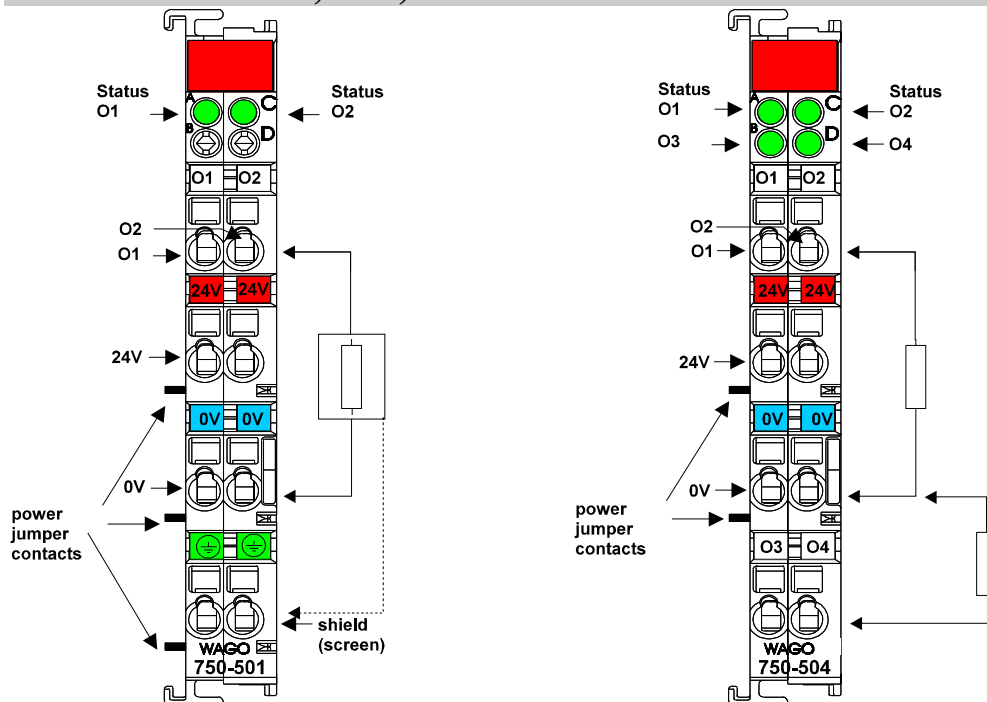 Status
O1
Status
O2
A
C
B
D
O1 O2
O2
O1
24V 24V
24V
0V 0V
0V
power
jumper
contacts
shield
(screen)
WAGO
750-501
Status
O1
O3
Status
O2
O4
A
C
B
D
O1 O2
O2
O1
24V 24V
24V
0V 0V
0V
power
jumper
contacts
O3 O4
WAGO
750-504